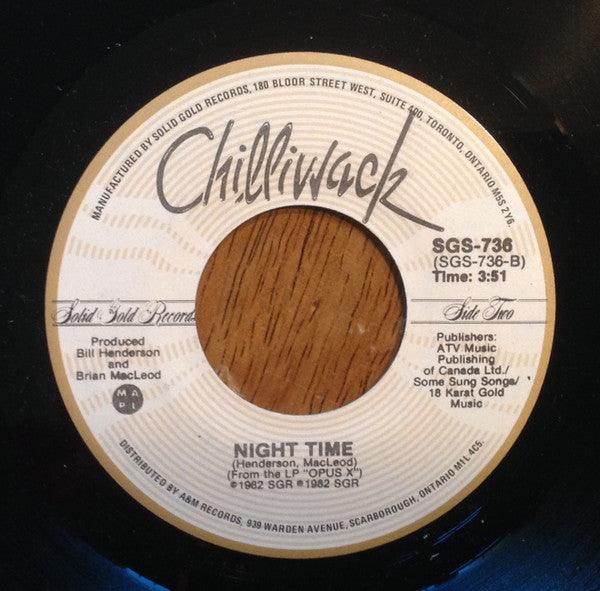 MANUFACTURED BY SOLID GOLD RECORDS, 180 BLOOR STREET WEST, SUITE 400, TORONTO, ONTARIO M5S 2Y6.
Chilliwack
SGS-736
(SGS-736-B)
Time: 3:51
Solid Gold Records
Side Two
Produced
Bill Henderson
and
Brian MacLeod
M A
P L
Publishers:
ATV Music
Publishing
of Canada Ltd./
Some Sung Songs/
18 Karat Gold
Music
NIGHT TIME
(Henderson, MacLeod)
(From the LP "OPUS X")
℗1982 SGR ©1982 SGR
DISTRIBUTED BY A&M RECORDS, 939 WARDEN AVENUE, SCARBOROUGH, ONTARIO M1L 4C5.